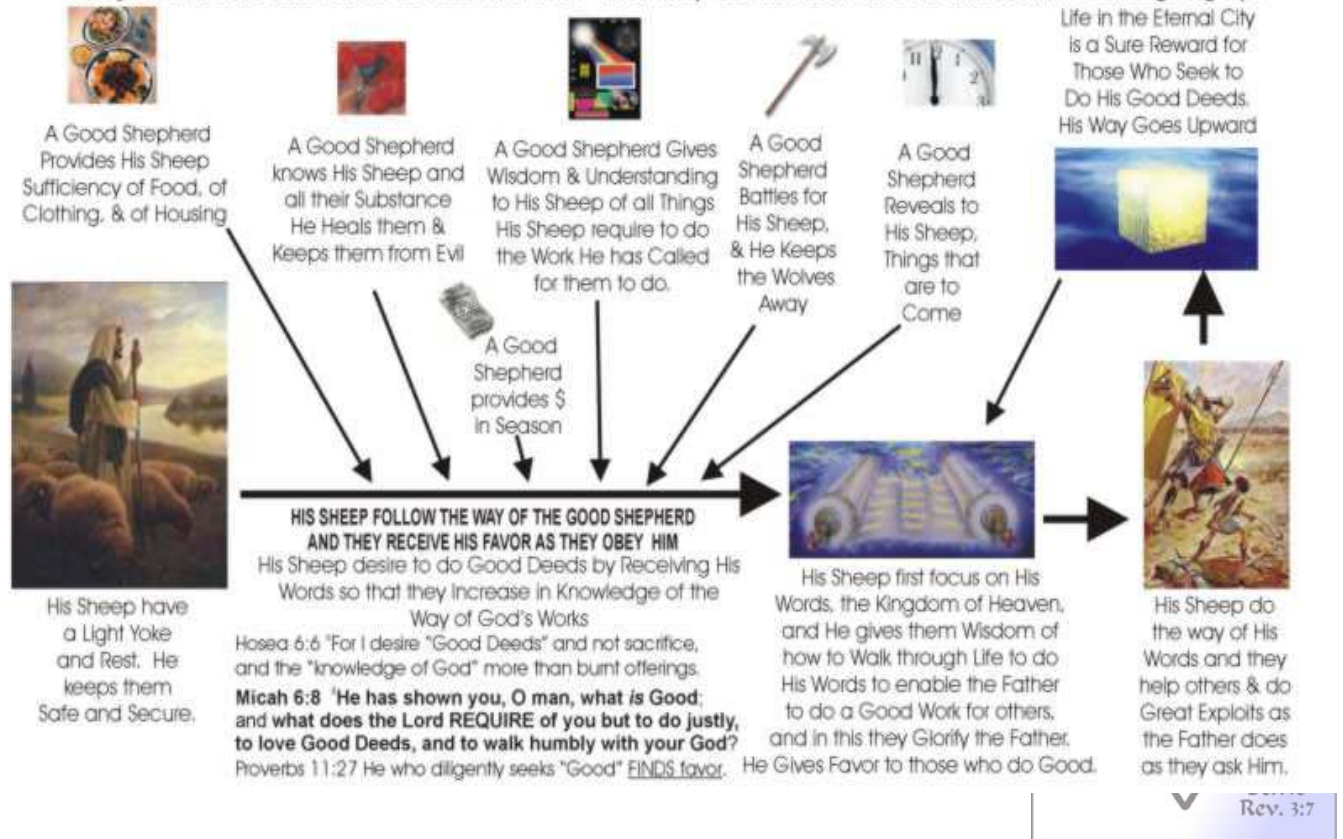 Life in the Eternal City
is a Sure Reward for
Those Who Seek to
Do His Good Deeds.
His Way Goes Upward
A Good Shepherd
Provides His Sheep
Sufficiency of Food, of
Clothing, & of Housing
A Good Shepherd
knows His Sheep and
all their Substance
He Heals them &
Keeps them from Evil
A Good Shepherd Gives
Wisdom & Understanding
to His Sheep of all Things
His Sheep require to do
the Work He has Called
for them to do.
A Good
Shepherd
Battles for
His Sheep,
& He Keeps
the Wolves
Away
11 1
2
3
A Good
Shepherd
Reveals to
His Sheep,
Things that
are to
Come
A Good
Shepherd
provides $
in Season
HIS SHEEP FOLLOW THE WAY OF THE GOOD SHEPHERD
AND THEY RECEIVE HIS FAVOR AS THEY OBEY HIM
His Sheep desire to do Good Deeds by Receiving His
Words so that they Increase in Knowledge of the
Way of God's Works
Hosea 6:6 "For I desire "Good Deeds" and not sacrifice,
and the "knowledge of God" more than burnt offerings.
Micah 6:8 "He has shown you, O man, what is Good;
and what does the Lord REQUIRE of you but to do justly,
to love Good Deeds, and to walk humbly with your God?
Proverbs 11:27 He who diligently seeks "Good" FINDS favor.
His Sheep have
a Light Yoke
and Rest. He
keeps them
Safe and Secure.
His Sheep first focus on His
Words, the Kingdom of Heaven,
and He gives them Wisdom of
how to Walk through Life to do
His Words to enable the Father
to do a Good Work for others,
and in this they Glorify the Father.
He Gives Favor to those who do Good.
His Sheep do
the way of His
Words and they
help others & do
Great Exploits as
the Father does
as they ask Him.
Rev. 3:7